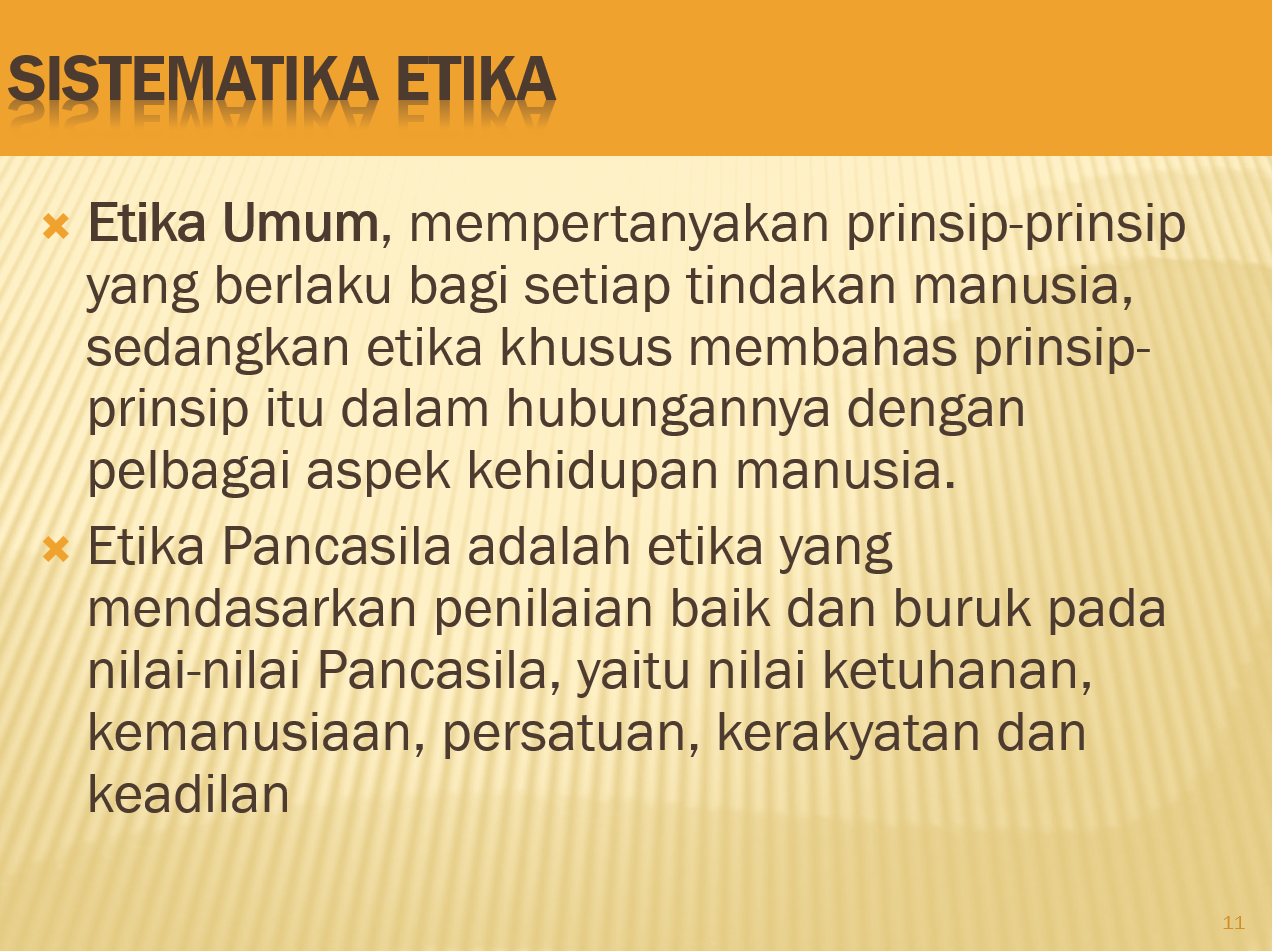 SISTEMATIKA ETIKA
Etika Umum, mempertanyakan prinsip-prinsip
yang berlaku bagi setiap tindakan manusia,
sedangkan etika khusus membahas prinsip-
prinsip itu dalam hubungannya dengan
pelbagai aspek kehidupan manusia.
Etika Pancasila adalah etika yang
mendasarkan penilaian baik dan buruk pada
nilai-nilai Pancasila, yaitu nilai ketuhanan,
kemanusiaan, persatuan, kerakyatan dan
keadilan
11